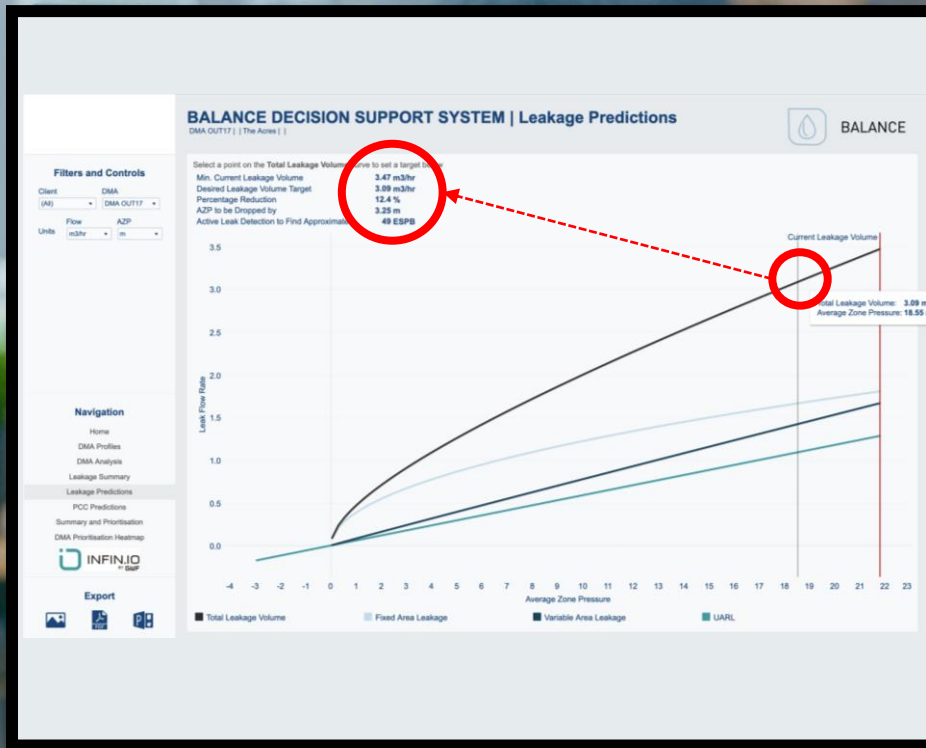 BALANCE DECISION SUPPORT SYSTEM | Leakage Predictions
DMA OUT17 | | The Acres | |
BALANCE
Filters and Controls
Client DMA
(All) DMA OUT17
Flow AZP
Units m3/hr m
Select a point on the Total Leakage Volume to set a target
Min. Current Leakage Volume 3.47 m3/hr
Desired Leakage Volume Target 3.09 m3/hr
Percentage Reduction 12.4 %
AZP to be Dropped by 3.25 m
Active Leak Detection to Find Approximate 49 ESPB
Current Leakage Volume
Total Leakage Volume: 3.09 m
Average Zone Pressure: 18.55
Leak Flow Rate
3.5
3.0
2.5
2.0
1.5
1.0
0.5
0.0
-4 -3 -2 -1 0 1 2 3 4 5 6 7 8 9 10 11 12 13 14 15 16 17 18 19 20 21 22 23
Average Zone Pressure
Total Leakage Volume Fixed Area Leakage Variable Area Leakage UARL
Navigation
Home
DMA Profiles
DMA Analysis
Leakage Summary
Leakage Predictions
PCC Predictions
Summary and Prioritisation
DMA Prioritisation Heatmap
INFIN.IO
BY GWF
Export
PDF